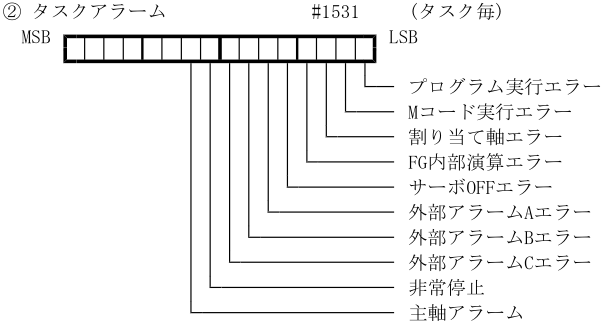 ② タスクアラーム #1531 (タスク毎)
MSB LSB
プログラム実行エラー
Mコード実行エラー
割り当て軸エラー
FG内部演算エラー
サーボOFFエラー
外部アラームAエラー
外部アラームBエラー
外部アラームCエラー
非常停止
主軸アラーム